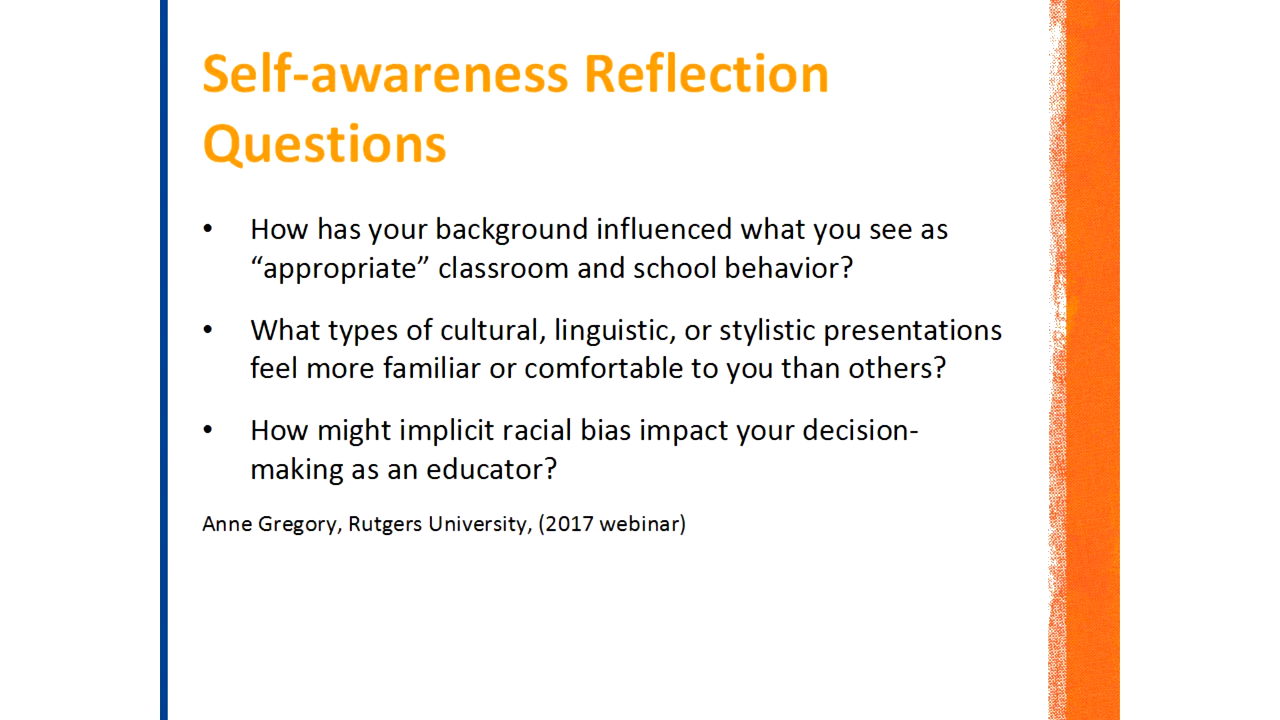 Self-awareness Reflection
Questions
• How has your background influenced what you see as
“appropriate” classroom and school behavior?
• What types of cultural, linguistic, or stylistic presentations
feel more familiar or comfortable to you than others?
• How might implicit racial bias impact your decision-
making as an educator?
Anne Gregory, Rutgers University, (2017 webinar)